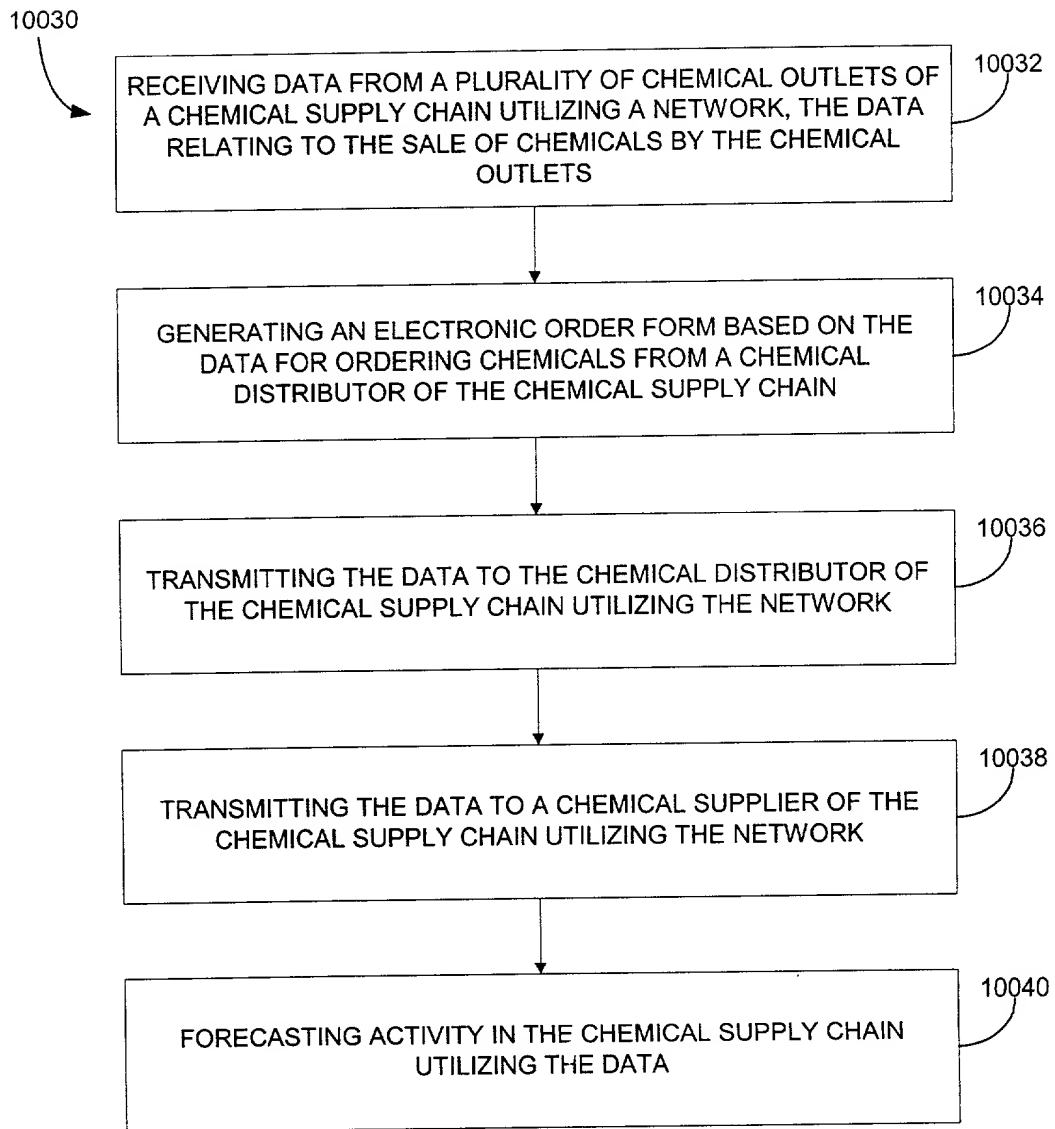 10030
RECEIVING DATA FROM A PLURALITY OF CHEMICAL OUTLETS OF
A CHEMICAL SUPPLY CHAIN UTILIZING A NETWORK, THE DATA
RELATING TO THE SALE OF CHEMICALS BY THE CHEMICAL
OUTLETS
10032
GENERATING AN ELECTRONIC ORDER FORM BASED ON THE
DATA FOR ORDERING CHEMICALS FROM A CHEMICAL
DISTRIBUTOR OF THE CHEMICAL SUPPLY CHAIN
10034
TRANSMITTING THE DATA TO THE CHEMICAL DISTRIBUTOR OF
THE CHEMICAL SUPPLY CHAIN UTILIZING THE NETWORK
10036
TRANSMITTING THE DATA TO A CHEMICAL SUPPLIER OF THE
CHEMICAL SUPPLY CHAIN UTILIZING THE NETWORK
10038
FORECASTING ACTIVITY IN THE CHEMICAL SUPPLY CHAIN
UTILIZING THE DATA
10040